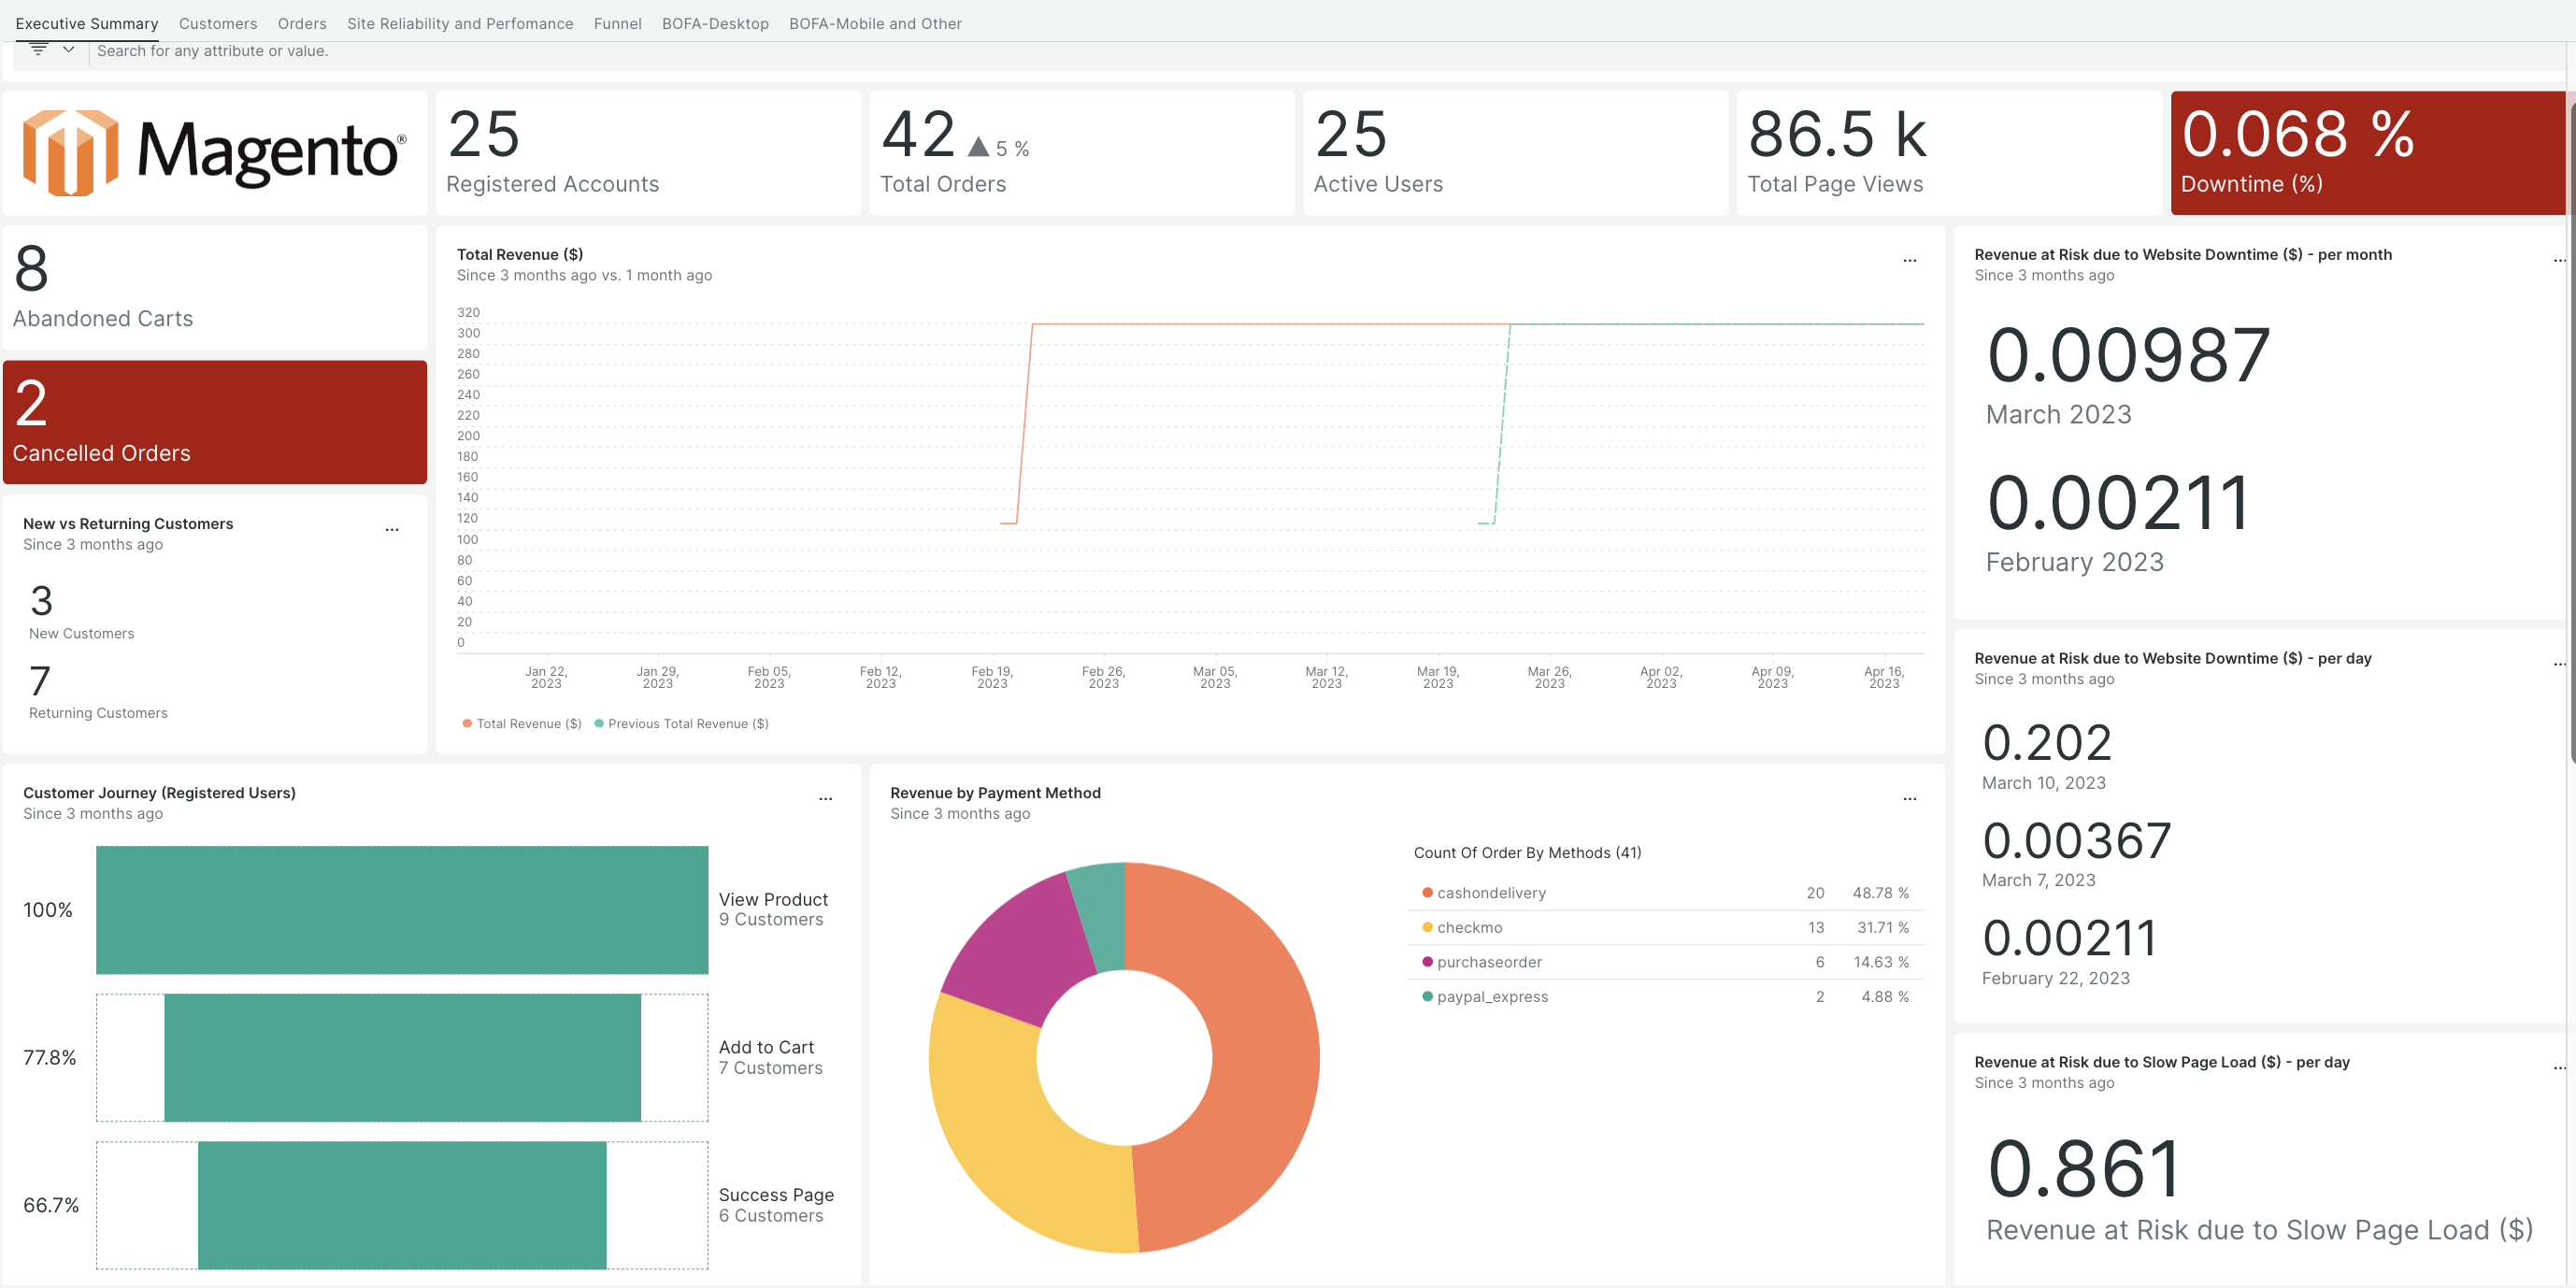 Executive Summary Customers Orders Site Reliability and Perfomance Funnel BOFA-Desktop BOFA-Mobile and Other
Search for any attribute or value.
Magento®
25
Registered Accounts
42 ▲ 5 %
Total Orders
25
Active Users
86.5 k
Total Page Views
0.068 %
Downtime (%)
8
Abandoned Carts
2
Cancelled Orders
New vs Returning Customers ...
Since 3 months ago
3
New Customers
7
Returning Customers
Total Revenue ($) ...
Since 3 months ago vs. 1 month ago
320
300
280
260
240
220
200
180
160
140
120
100
80
60
40
20
0
Jan 22, Jan 29, Feb 05, Feb 12, Feb 19, Feb 26, Mar 05, Mar 12, Mar 19, Mar 26, Apr 02, Apr 09, Apr 16,
2023 2023 2023 2023 2023 2023 2023 2023 2023 2023 2023 2023 2023
Total Revenue ($) Previous Total Revenue ($)
Revenue at Risk due to Website Downtime ($) - per month ...
Since 3 months ago
0.00987
March 2023
0.00211
February 2023
Revenue at Risk due to Website Downtime ($) - per day ...
Since 3 months ago
0.202
March 10, 2023
0.00367
March 7, 2023
0.00211
February 22, 2023
Customer Journey (Registered Users) ...
Since 3 months ago
100% View Product
9 Customers
77.8% Add to Cart
7 Customers
66.7% Success Page
6 Customers
Revenue by Payment Method ...
Since 3 months ago
Count Of Order By Methods (41)
cashondelivery 20 48.78 %
checkmo 13 31.71 %
purchaseorder 6 14.63 %
paypal_express 2 4.88 %
Revenue at Risk due to Slow Page Load ($) - per day ...
Since 3 months ago
0.861
Revenue at Risk due to Slow Page Load ($)